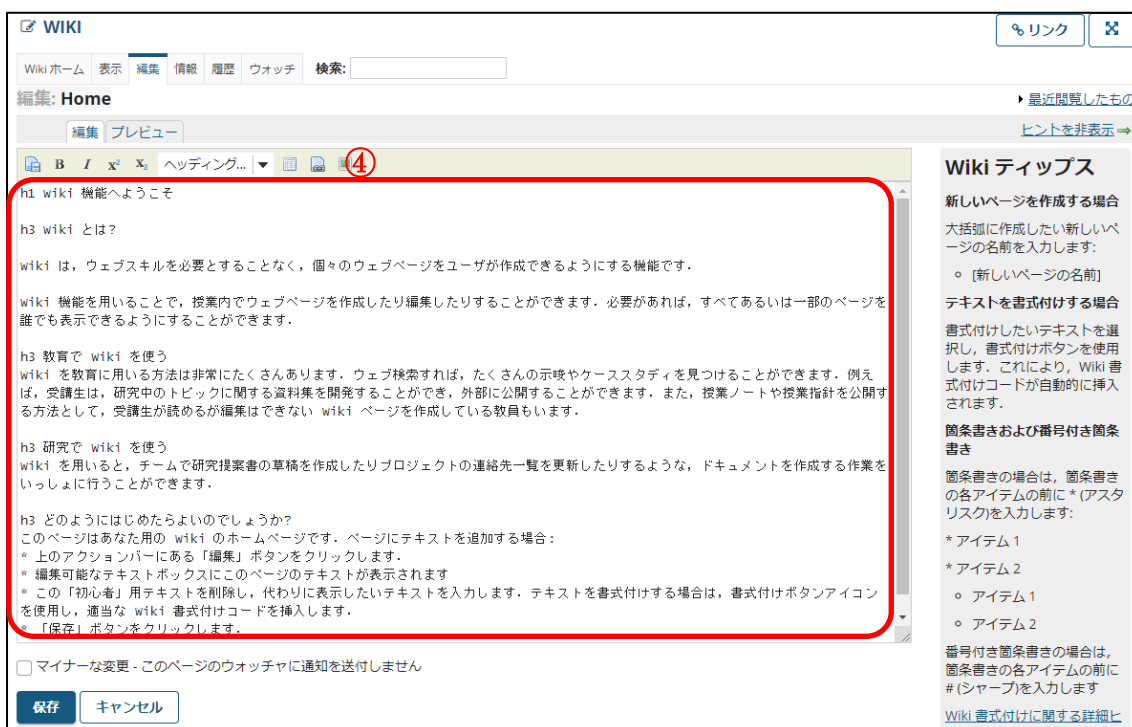 WIKI
リンク
Wiki ホーム 表示 編集 情報 履歴 ウォッチ 検索:
編集: Home
最近閲覧したもの
編集 プレビュー
ヒントを非表示
B I x² X₂ ヘッディング... ④
h1 Wiki 機能へようこそ
h3 Wiki とは?
Wiki は，ウェブスキルを必要とすることなく，個々のウェブページをユーザが作成できるようにする機能です．
Wiki 機能を用いることで，授業内でウェブページを作成したり編集したりすることができます．必要があれば，すべてあるいは一部のページを
誰でも表示できるようにすることができます．
h3 教育で Wiki を使う
Wiki を教育に用いる方法は非常にたくさんあります．ウェブ検索すれば，たくさんの示唆やケーススタディを見つけることができます．例え
ば，受講生は，研究中のトピックに関する資料集を開発することができ，外部に公開することができます．また，授業ノートや授業指針を公開す
る方法として，受講生が読めるが編集はできない Wiki ページを作成している教員もいます．
h3 研究で Wiki を使う
Wiki を用いると，チームで研究提案書の草稿を作成したりプロジェクトの連絡先一覧を更新したりするような，ドキュメントを作成する作業を
いっしょに行うことができます．
h3 どのようにはじめたらよいのでしょうか?
このページはあなた用の Wiki のホームページです．ページにテキストを追加する場合:
* 上のアクションバーにある「編集」ボタンをクリックします．
* 編集可能なテキストボックスにこのページのテキストが表示されます
* この「初心者」用テキストを削除し，代わりに表示したいテキストを入力します．テキストを書式付けする場合は，書式付けボタンアイコン
を使用し，適当な Wiki 書式付けコードを挿入します．
* 「保存」ボタンをクリックします．
マイナーな変更 - このページのウォッチャに通知を送付しません
保存 キャンセル
Wiki ティップス
新しいページを作成する場合
大括弧に作成したい新しいペ
ージの名前を入力します:
[新しいページの名前]
テキストを書式付けする場合
書式付けしたいテキストを選
択し，書式付けボタンを使用
します．これにより，Wiki 書
式付けコードが自動的に挿入
されます．
箇条書きおよび番号付き箇条
書き
箇条書きの場合は，箇条書き
の各アイテムの前に * (アスタ
リスク)を入力します:
* アイテム 1
* アイテム 2
アイテム 1
アイテム 2
番号付き箇条書きの場合は，
箇条書きの各アイテムの前に
# (シャープ)を入力します
Wiki 書式付けに関する詳細ヒ